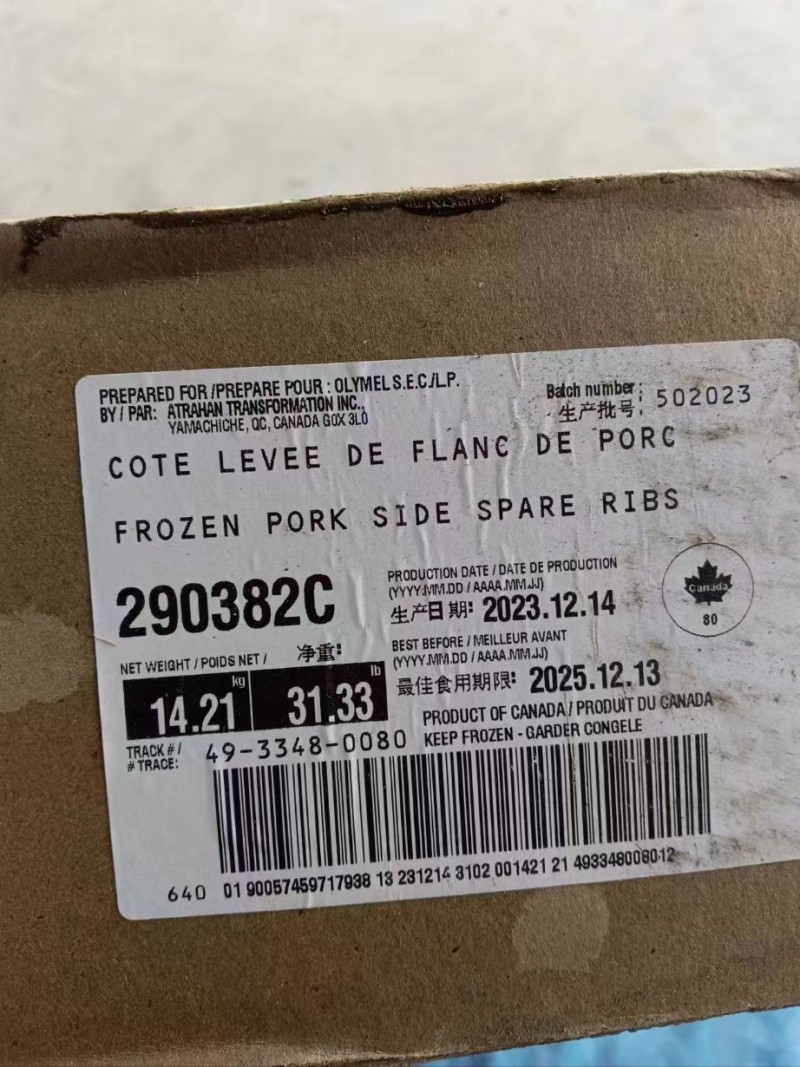 PREPARED FOR /PREPARE POUR : OLYMEL S.E.C./L.P.
BY / PAR: ATRAHAN TRANSFORMATION INC.,
YAMACHICHE, QC, CANADA G0X 3L0
Batch number:
生产批号: 502023
COTE LEVEE DE FLANC DE PORC
FROZEN PORK SIDE SPARE RIBS
290382C
PRODUCTION DATE / DATE DE PRODUCTION
(YYYY.MM.DD / AAAA.MM.JJ)
生产日期: 2023.12.14
Canada
80
NET WEIGHT / POIDS NET / 净重:
kg lb
14.21 31.33
BEST BEFORE / MEILLEUR AVANT
(YYYY.MM.DD / AAAA.MM.JJ)
最佳食用期限: 2025.12.13
PRODUCT OF CANADA / PRODUIT DU CANADA
KEEP FROZEN - GARDER CONGELE
TRACK # /
# TRACE: 49-3348-0080
640 01 90057459717938 13 231214 3102 001421 21 493348008012